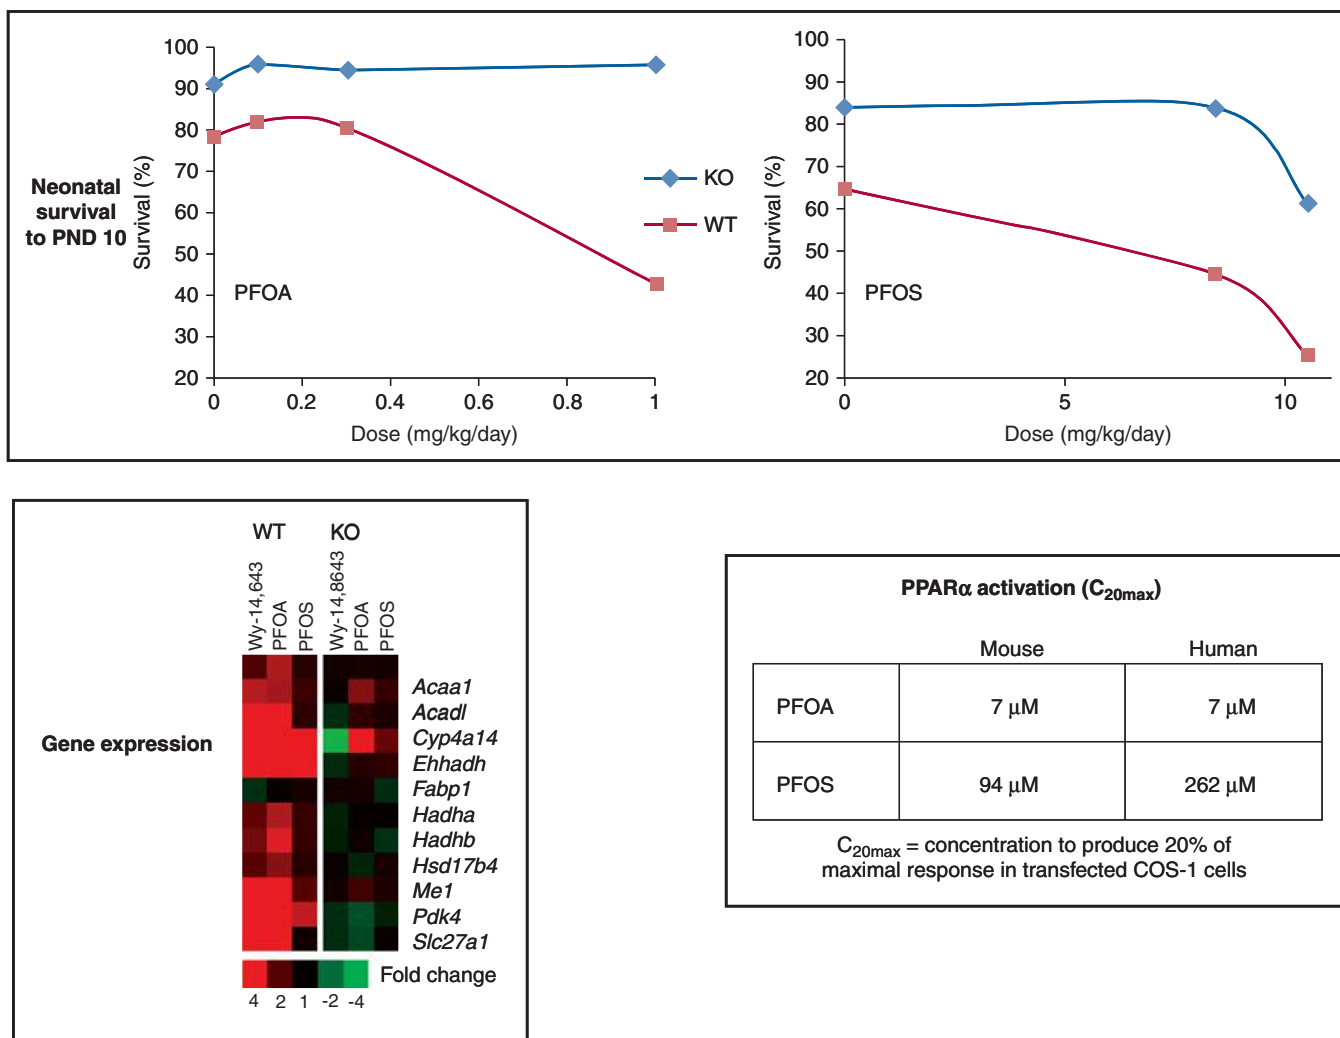 Neonatal
survival
to PND 10
Survival (%)
100
90
80
70
60
50
40
30
20
PFOA
0
0.2
0.4
0.6
0.8
1
Dose (mg/kg/day)
KO
WT
Survival (%)
100
90
80
70
60
50
40
30
20
PFOS
0
5
10
Dose (mg/kg/day)
Gene expression
WT
KO
Wy-14,643
PFOA
PFOS
Wy-14,8643
PFOA
PFOS
Acaa1
Acadl
Cyp4a14
Ehhadh
Fabp1
Hadha
Hadhb
Hsd17b4
Me1
Pdk4
Slc27a1
Fold change
4 2 1 -2 -4
PPARα activation (C20max)
Mouse Human
PFOA 7 μM 7 μM
PFOS 94 μM 262 μM
C20max = concentration to produce 20% of
maximal response in transfected COS-1 cells